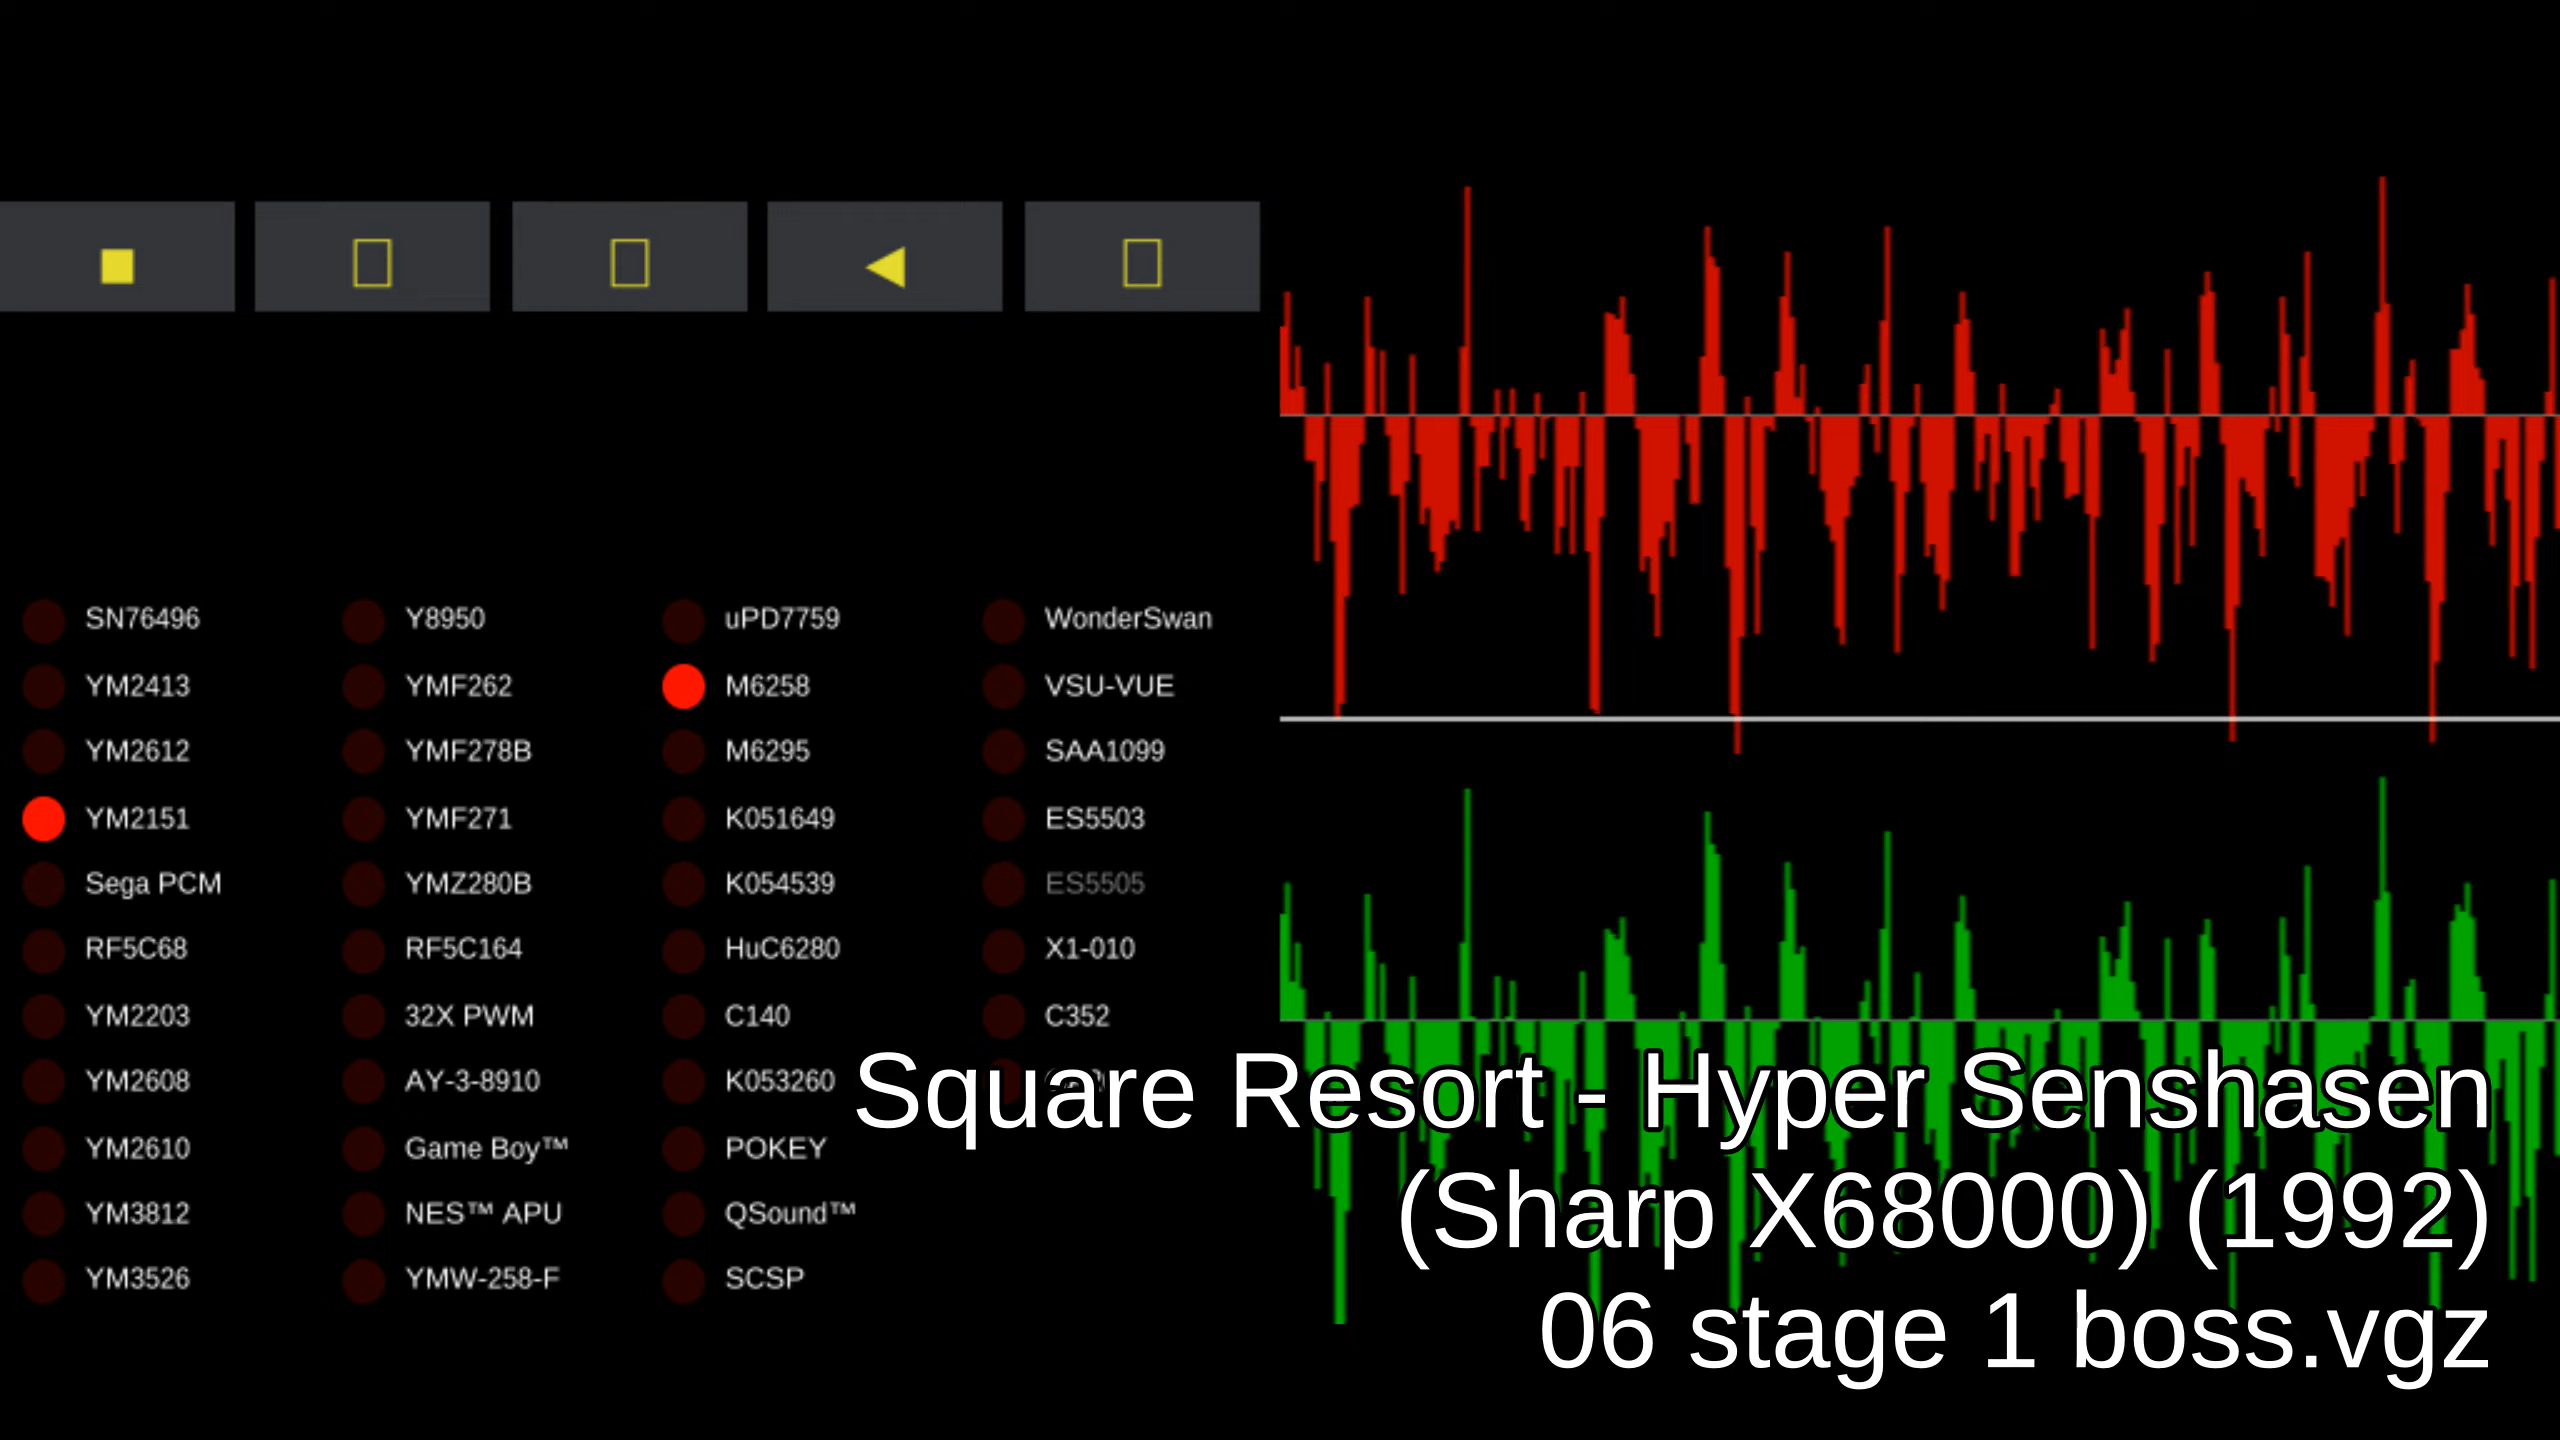 SN76496 Y8950 uPD7759 WonderSwan
YM2413 YMF262 M6258 VSU-VUE
YM2612 YMF278B M6295 SAA1099
YM2151 YMF271 K051649 ES5503
Sega PCM YMZ280B K054539 ES5505
RF5C68 RF5C164 HuC6280 X1-010
YM2203 32X PWM C140 C352
YM2608 AY-3-8910 K053260
YM2610 Game Boy™ POKEY
YM3812 NES™ APU QSound™
YM3526 YMW-258-F SCSP
Square Resort - Hyper Senshasen
(Sharp X68000) (1992)
06 stage 1 boss.vgz